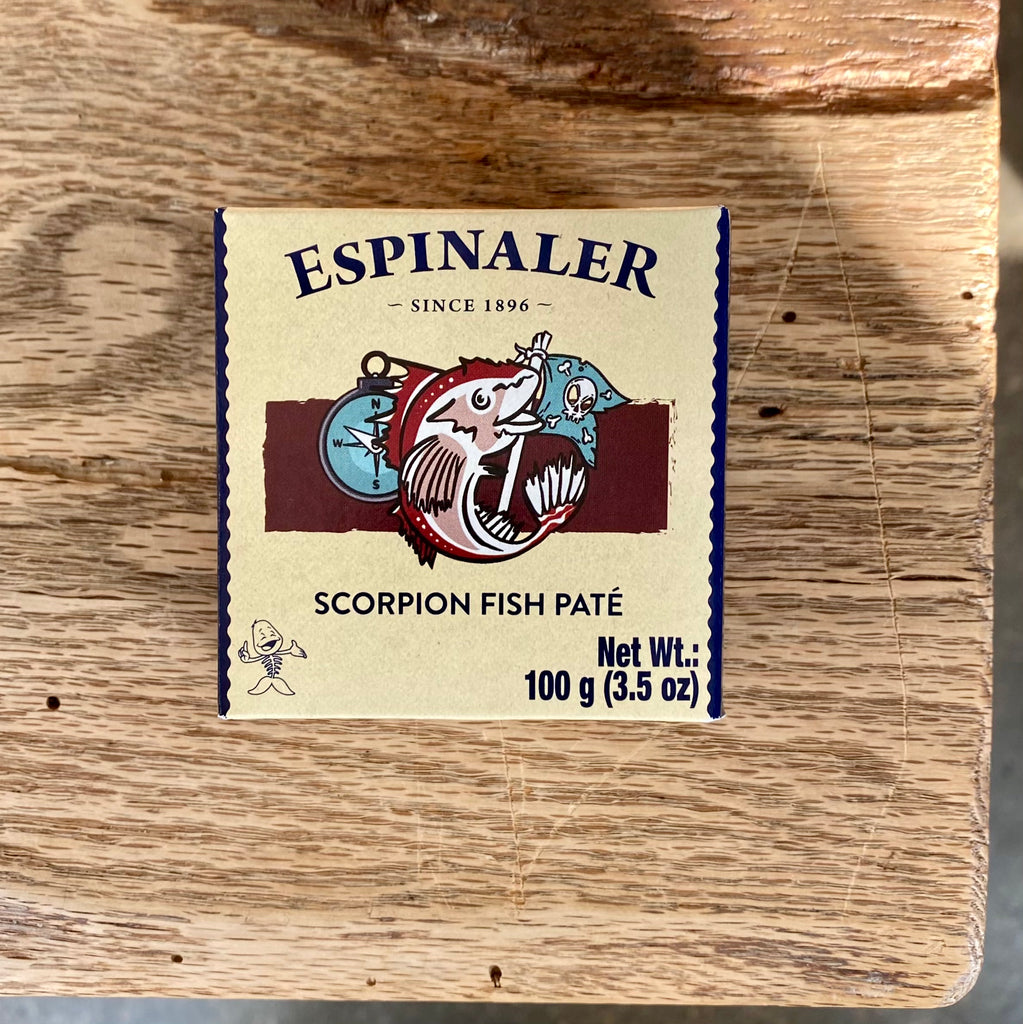 ESPINALER
~ SINCE 1896 ~
N
W
S
SCORPION FISH PATÉ
Net Wt.:
100 g (3.5 oz)